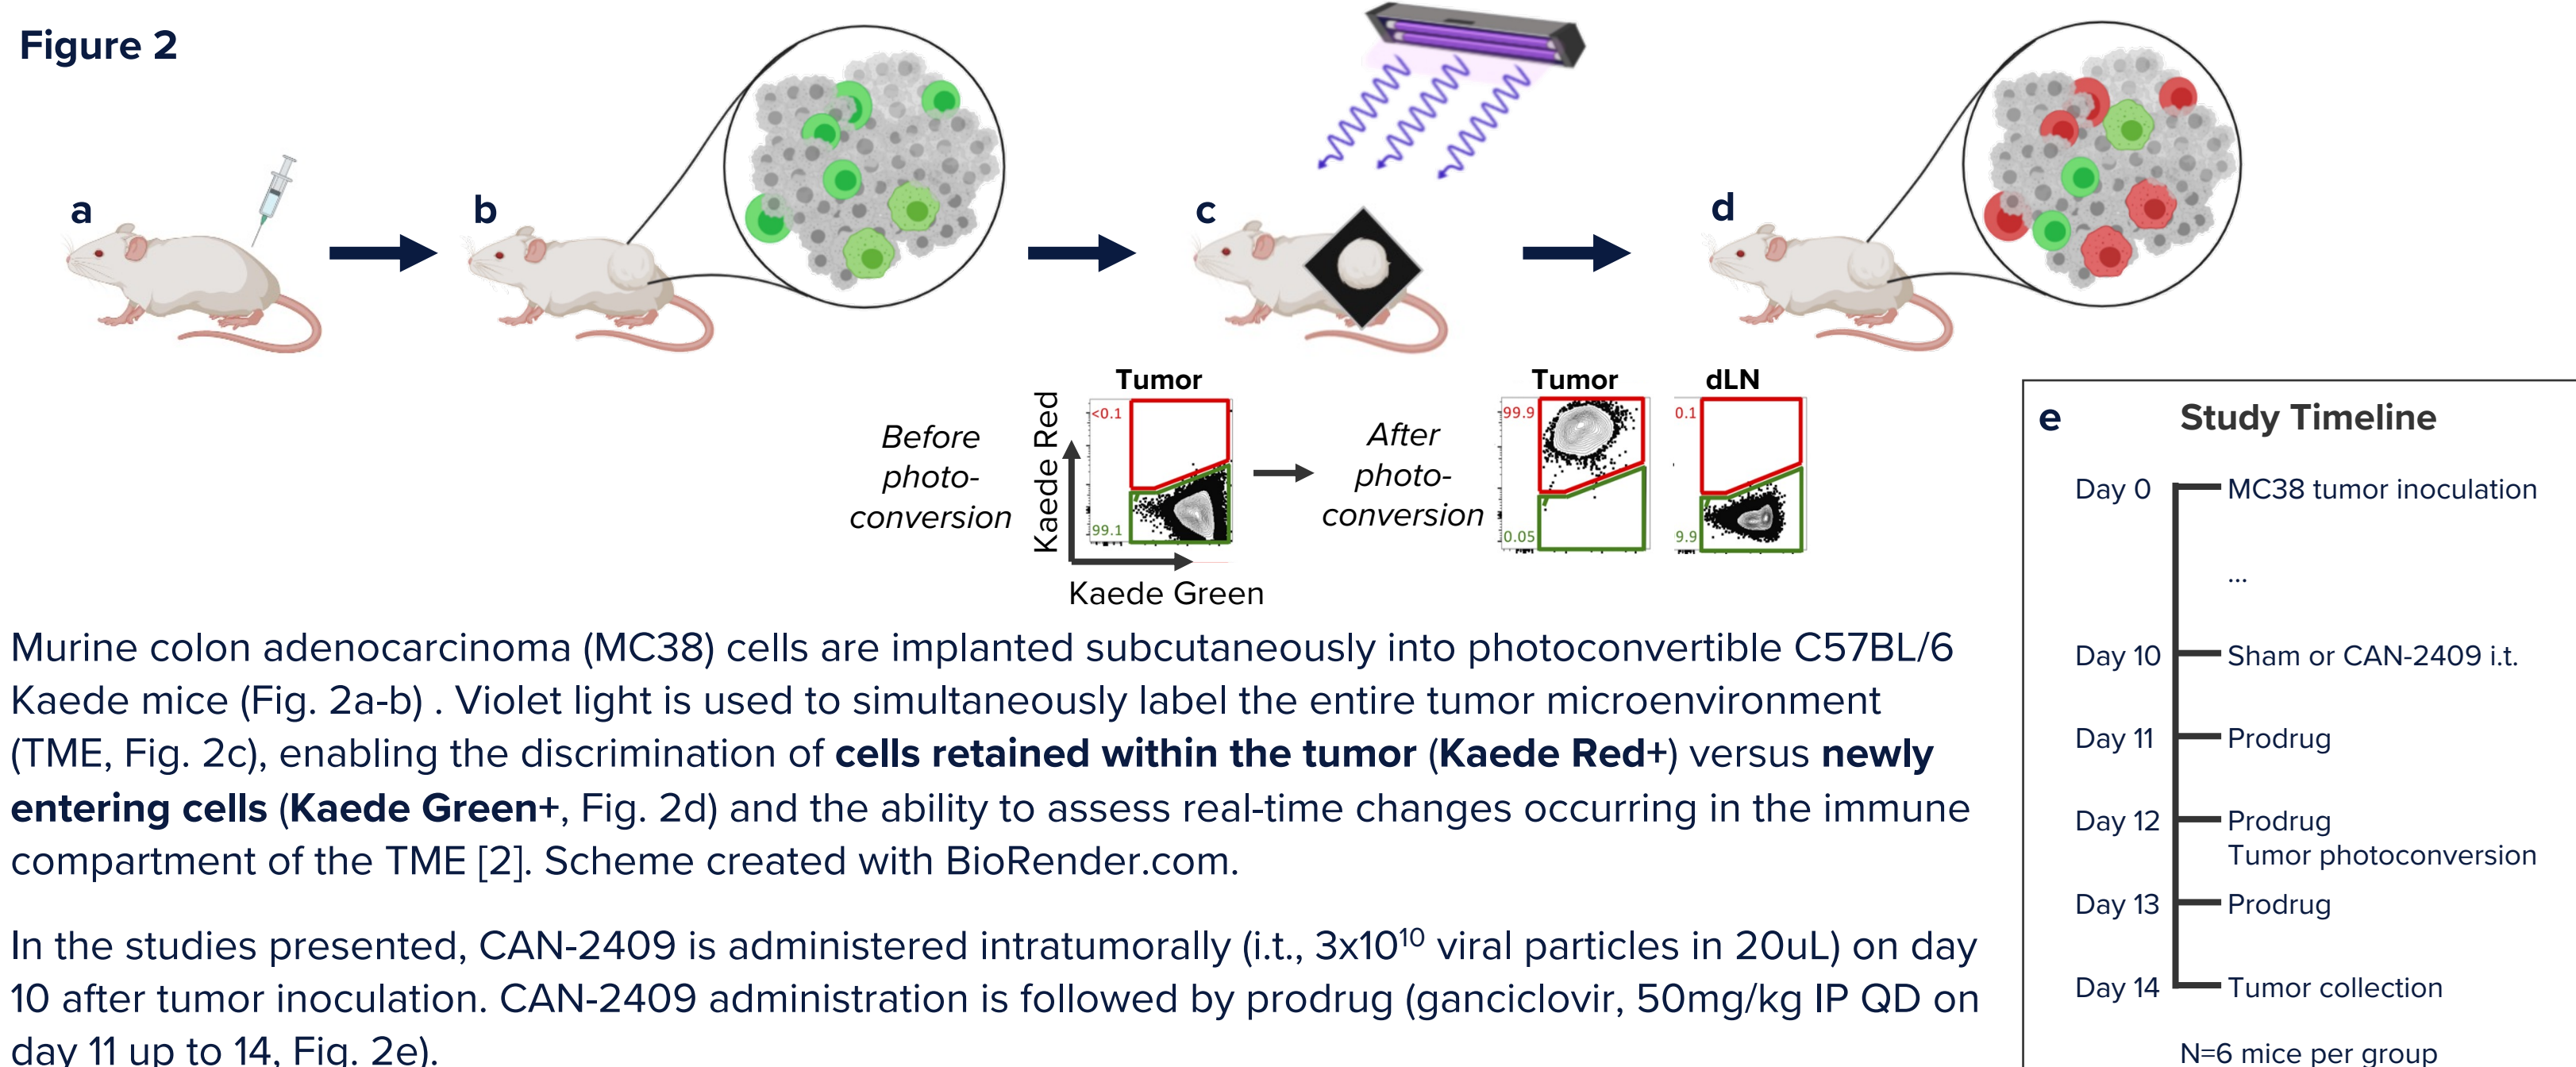 Figure 2
a
b
c
d
Tumor
Kaede Red
<0.1
99.1
Kaede Green
Before
photo-
conversion
After
photo-
conversion
Tumor
99.9
0.05
dLN
0.1
9.9
Murine colon adenocarcinoma (MC38) cells are implanted subcutaneously into photoconvertible C57BL/6
Kaede mice (Fig. 2a-b) . Violet light is used to simultaneously label the entire tumor microenvironment
(TME, Fig. 2c), enabling the discrimination of cells retained within the tumor (Kaede Red+) versus newly
entering cells (Kaede Green+, Fig. 2d) and the ability to assess real-time changes occurring in the immune
compartment of the TME [2]. Scheme created with BioRender.com.
In the studies presented, CAN-2409 is administered intratumorally (i.t., 3x10¹⁰ viral particles in 20uL) on day
10 after tumor inoculation. CAN-2409 administration is followed by prodrug (ganciclovir, 50mg/kg IP QD on
day 11 up to 14, Fig. 2e).
e
Study Timeline
Day 0 MC38 tumor inoculation
...
Day 10 Sham or CAN-2409 i.t.
Day 11 Prodrug
Day 12 Prodrug
Tumor photoconversion
Day 13 Prodrug
Day 14 Tumor collection
N=6 mice per group